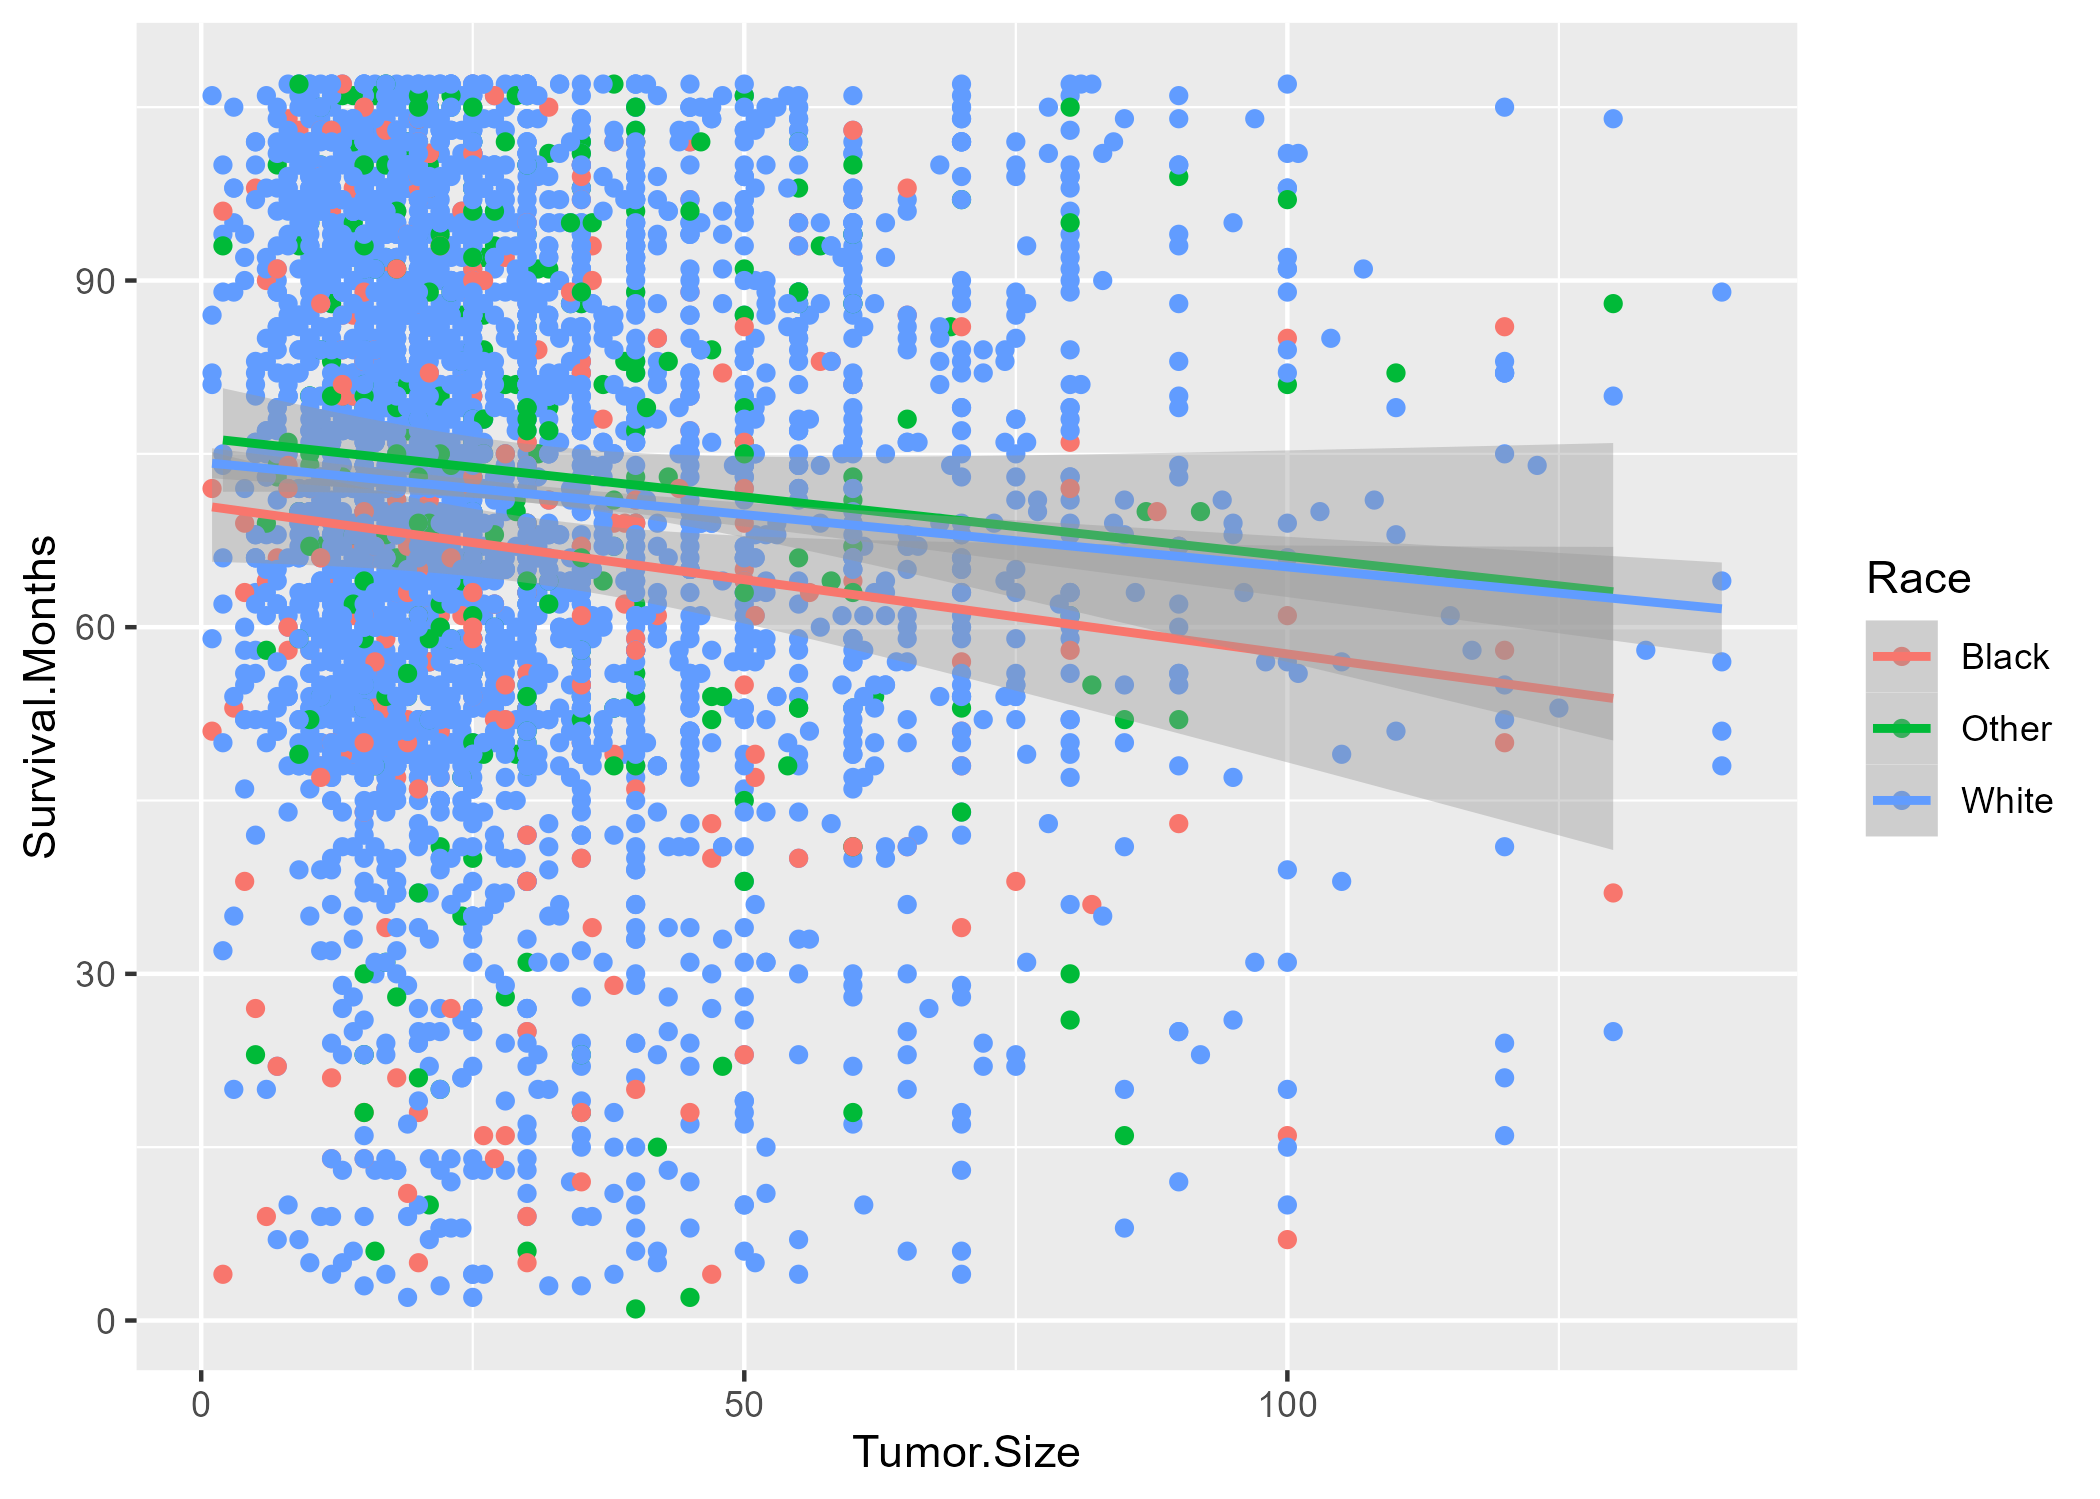 Survival.Months
90
60
30
0
0 50 100
Tumor.Size
Race
Black
Other
White